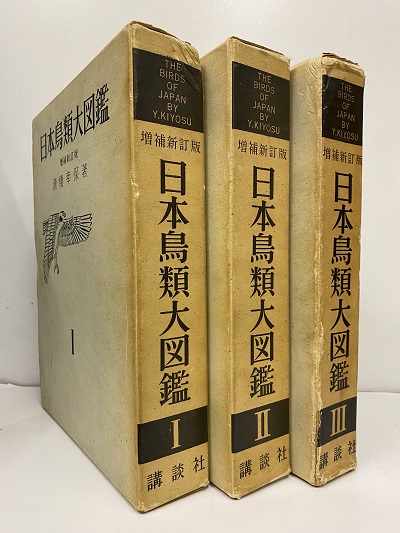 日本鳥類大図鑑
増補新訂版
清棲幸保著
I
THE
BIRDS
OF
JAPAN
BY
Y.KIYOSU
増補新訂版
日本鳥類大図鑑
I
講談社
THE
BIRDS
OF
JAPAN
BY
Y.KIYOSU
増補新訂版
日本鳥類大図鑑
II
講談社
THE
BIRDS
OF
JAPAN
BY
Y.KIYOSU
増補新訂版
日本鳥類大図鑑
III
講談社